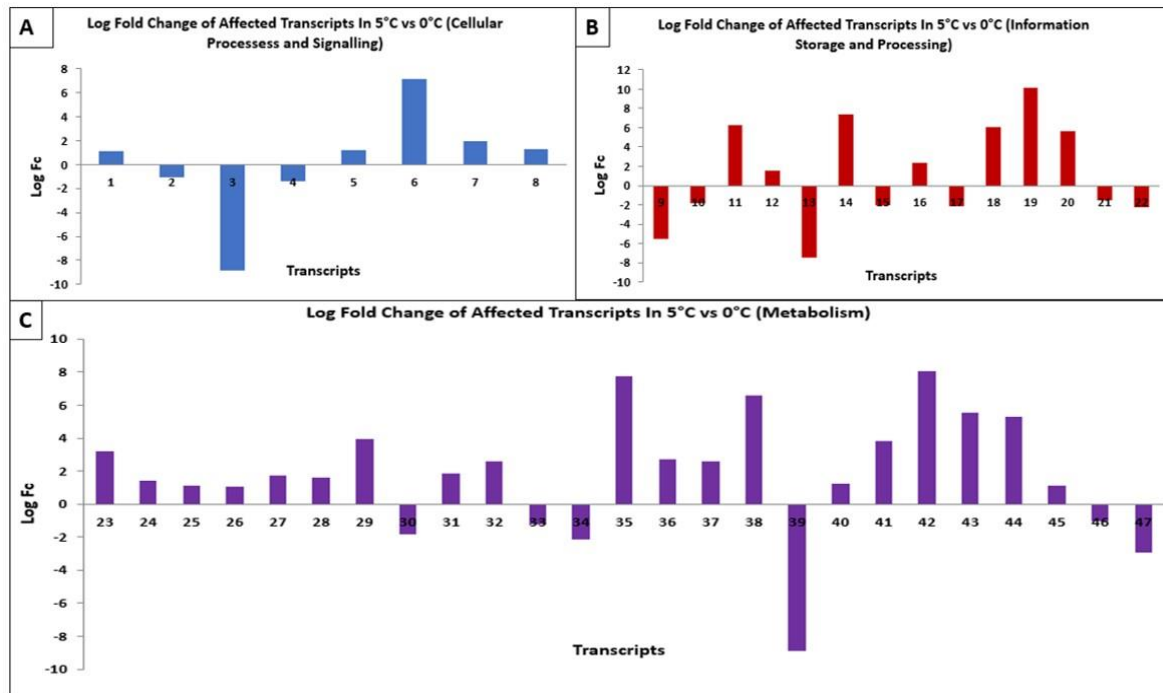 A
Log Fold Change of Affected Transcripts In 5°C vs 0°C (Cellular
Processess and Signalling)
8
6
4
2
0
-2
-4
-6
-8
-10
Log Fc
1 2 3 4 5 6 7 8
Transcripts
B
Log Fold Change of Affected Transcripts In 5°C vs 0°C (Information
Storage and Processing)
12
10
8
6
4
2
0
-2
-4
-6
-8
-10
Log Fc
9 10 11 12 13 14 15 16 17 18 19 20 21 22
Transcripts
C
Log Fold Change of Affected Transcripts In 5°C vs 0°C (Metabolism)
10
8
6
4
2
0
-2
-4
-6
-8
-10
Log Fc
23 24 25 26 27 28 29 30 31 32 33 34 35 36 37 38 39 40 41 42 43 44 45 46 47
Transcripts